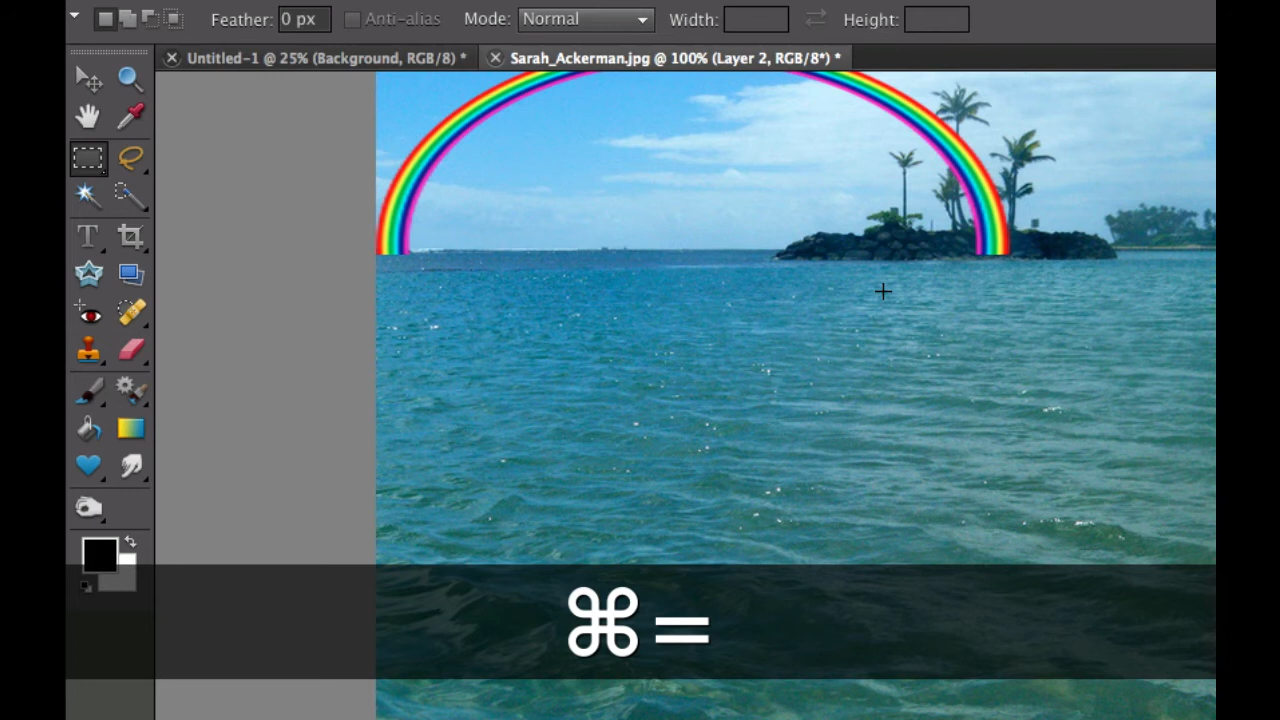 Feather: 0 px Anti-alias Mode: Normal Width: Height:
Untitled-1 @ 25% (Background, RGB/8) * Sarah_Ackerman.jpg @ 100% (Layer 2, RGB/8*) *
T
⌘=